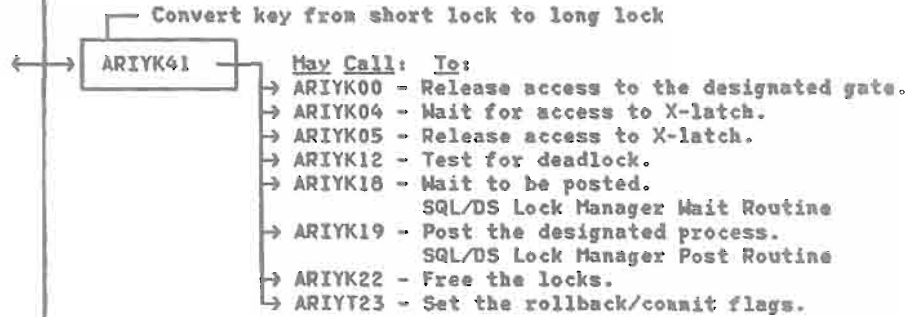 Convert key from short lock to long lock
ARIYK41
May Call: To:
ARIYK00 - Release access to the designated gate.
ARIYK04 - Wait for access to X-latch.
ARIYK05 - Release access to X-latch.
ARIYK12 - Test for deadlock.
ARIYK18 - Wait to be posted.
SQL/DS Lock Manager Wait Routine
ARIYK19 - Post the designated process.
SQL/DS Lock Manager Post Routine
ARIYK22 - Free the locks.
ARIYT23 - Set the rollback/commit flags.